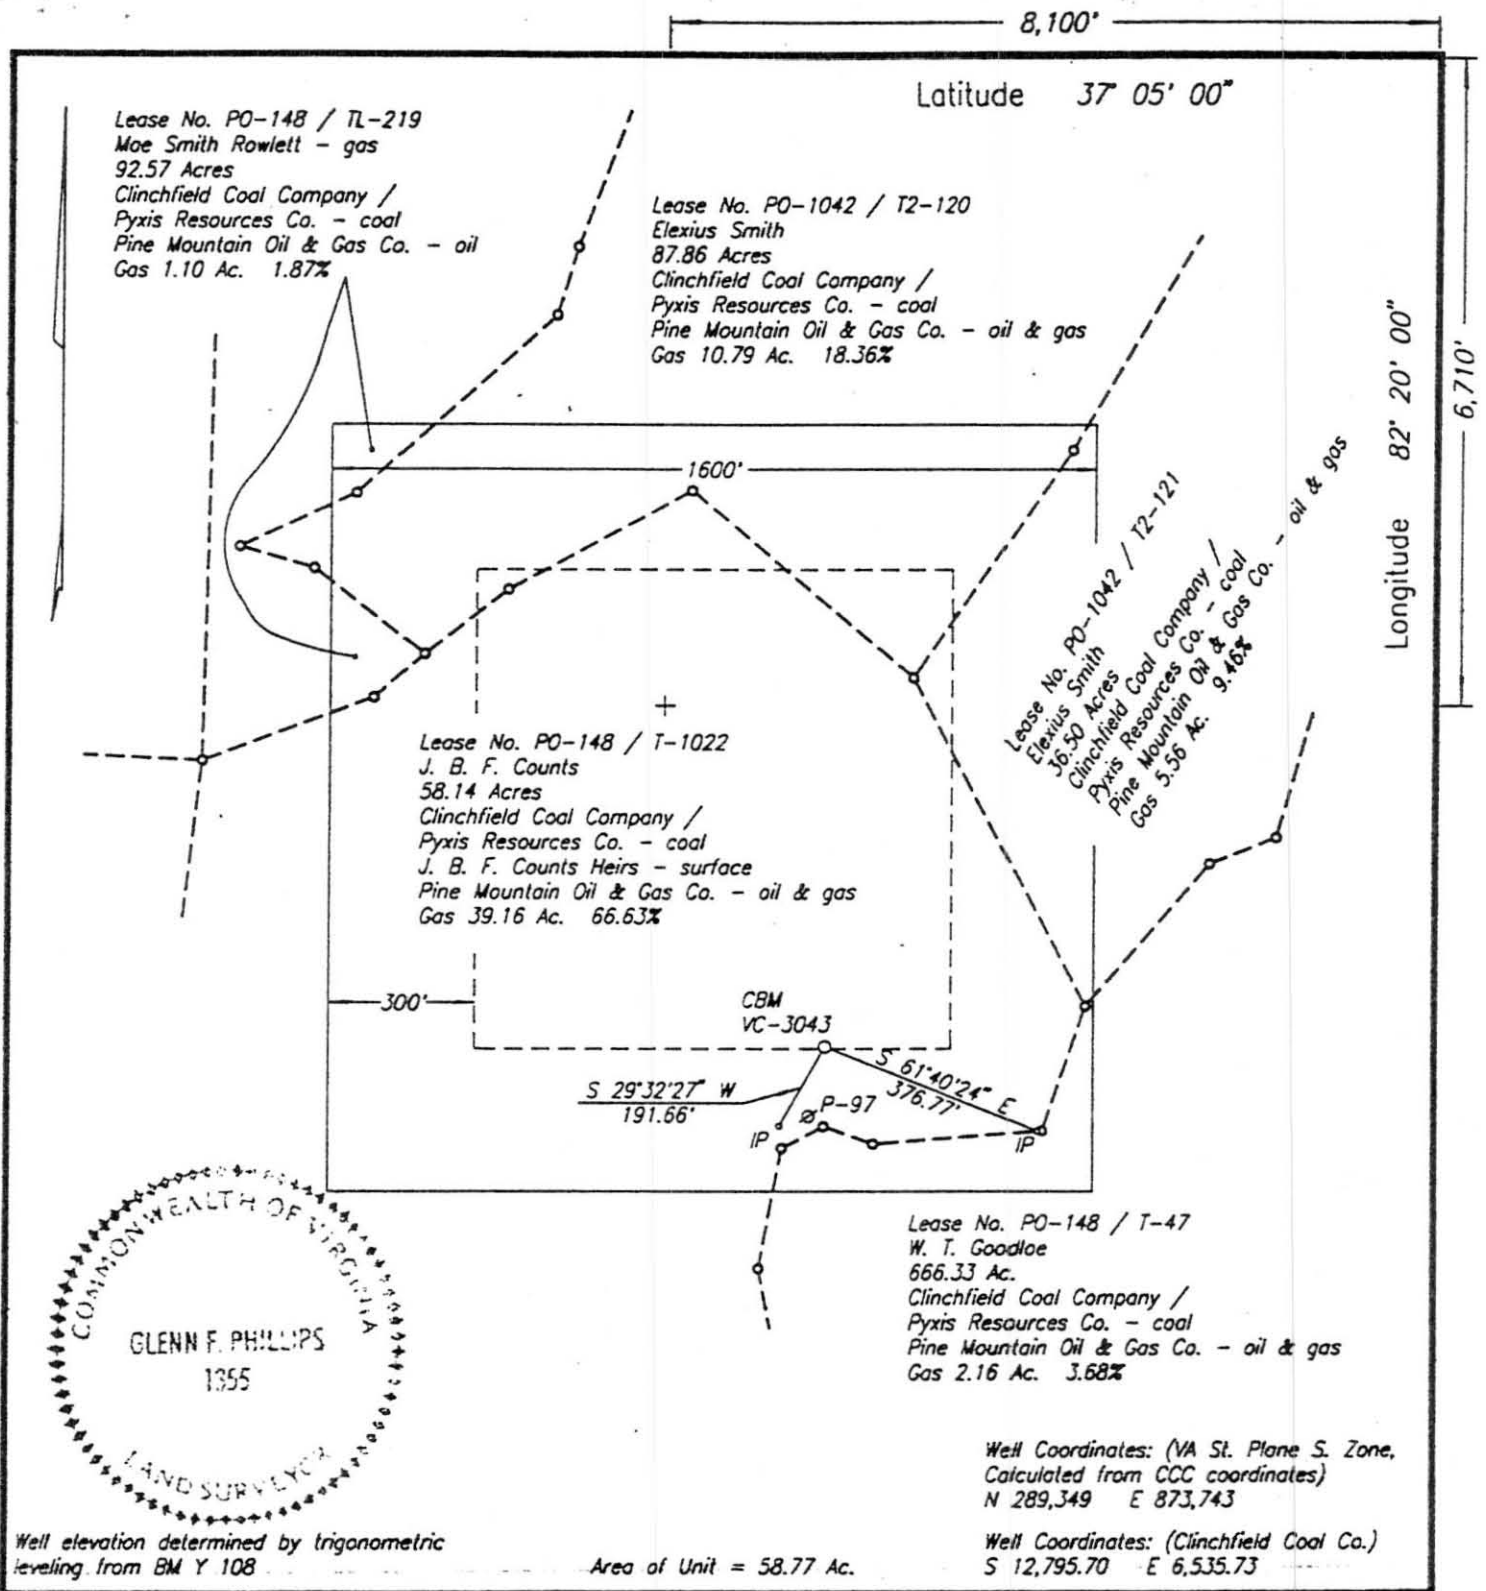 8,100'
Latitude 37° 05' 00"
Lease No. PO-148 / TL-219
Mae Smith Rowlett - gas
92.57 Acres
Clinchfield Coal Company /
Pyxis Resources Co. - coal
Pine Mountain Oil & Gas Co. - oil
Gas 1.10 Ac. 1.87%
Lease No. PO-1042 / T2-120
Elexius Smith
87.86 Acres
Clinchfield Coal Company /
Pyxis Resources Co. - coal
Pine Mountain Oil & Gas Co. - oil & gas
Gas 10.79 Ac. 18.36%
Longitude 82° 20' 00"
6,710'
1600'
Lease No. PO-1042 / T2-121
Elexius Smith
36.50 Acres
Clinchfield Coal Company /
Pyxis Resources Co. - coal
Pine Mountain Oil & Gas Co. - oil & gas
Gas 5.56 Ac. 9.46%
Lease No. PO-148 / T-1022
J. B. F. Counts
58.14 Acres
Clinchfield Coal Company /
Pyxis Resources Co. - coal
J. B. F. Counts Heirs - surface
Pine Mountain Oil & Gas Co. - oil & gas
Gas 39.16 Ac. 66.63%
300'
CBM
VC-3043
S 61°40'24" E
376.77'
S 29°32'27" W
191.66'
P-97
IP
IP
Lease No. PO-148 / T-47
W. T. Goodloe
666.33 Ac.
Clinchfield Coal Company /
Pyxis Resources Co. - coal
Pine Mountain Oil & Gas Co. - oil & gas
Gas 2.16 Ac. 3.68%
COMMONWEALTH OF VIRGINIA
GLENN F. PHILLIPS
1355
LAND SURVEYOR
Well Coordinates: (VA St. Plane S. Zone,
Calculated from CCC coordinates)
N 289,349 E 873,743
Well elevation determined by trigonometric
leveling from BM Y 108
Area of Unit = 58.77 Ac.
Well Coordinates: (Clinchfield Coal Co.)
S 12,795.70 E 6,535.73